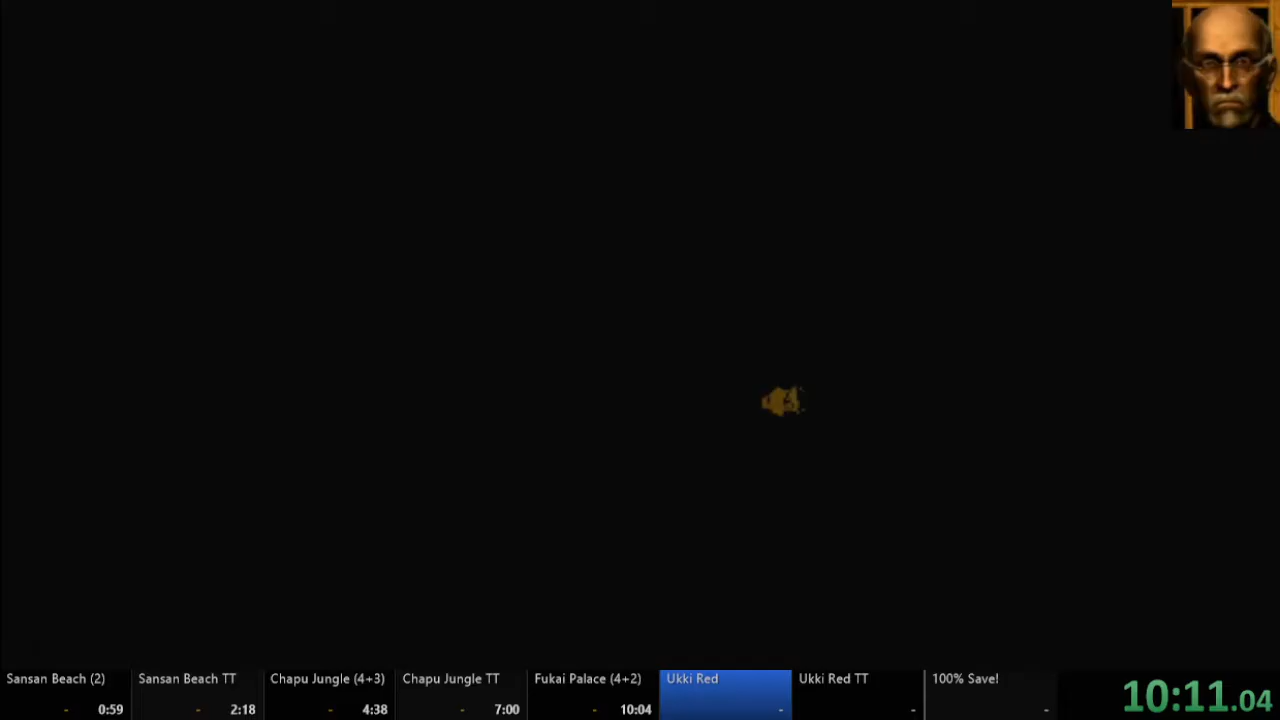 Sansan Beach (2) Sansan Beach TT Chapu Jungle (4+3) Chapu Jungle TT Fukai Palace (4+2) Ukki Red Ukki Red TT 100% Save!
- 0:59 - 2:18 - 4:38 - 7:00 - 10:04 - - -
10:11.04